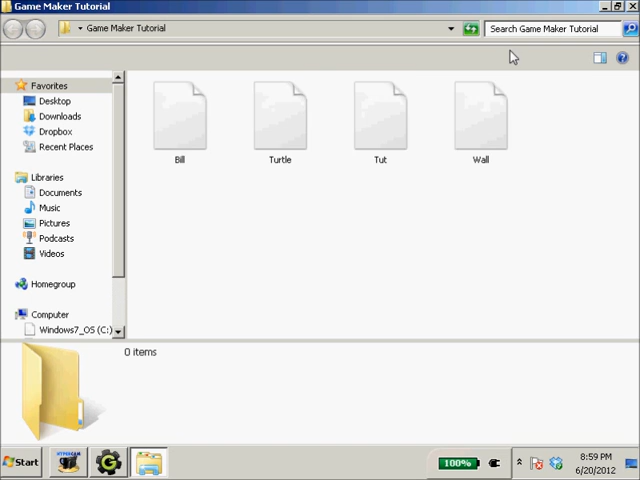 Game Maker Tutorial
Game Maker Tutorial
Search Game Maker Tutorial
Favorites
Desktop
Downloads
Dropbox
Recent Places
Libraries
Documents
Music
Pictures
Podcasts
Videos
Homegroup
Computer
Windows7_OS (C:)
Bill
Turtle
Tut
Wall
0 items
Start
HYPERCAM
100%
8:59 PM
6/20/2012